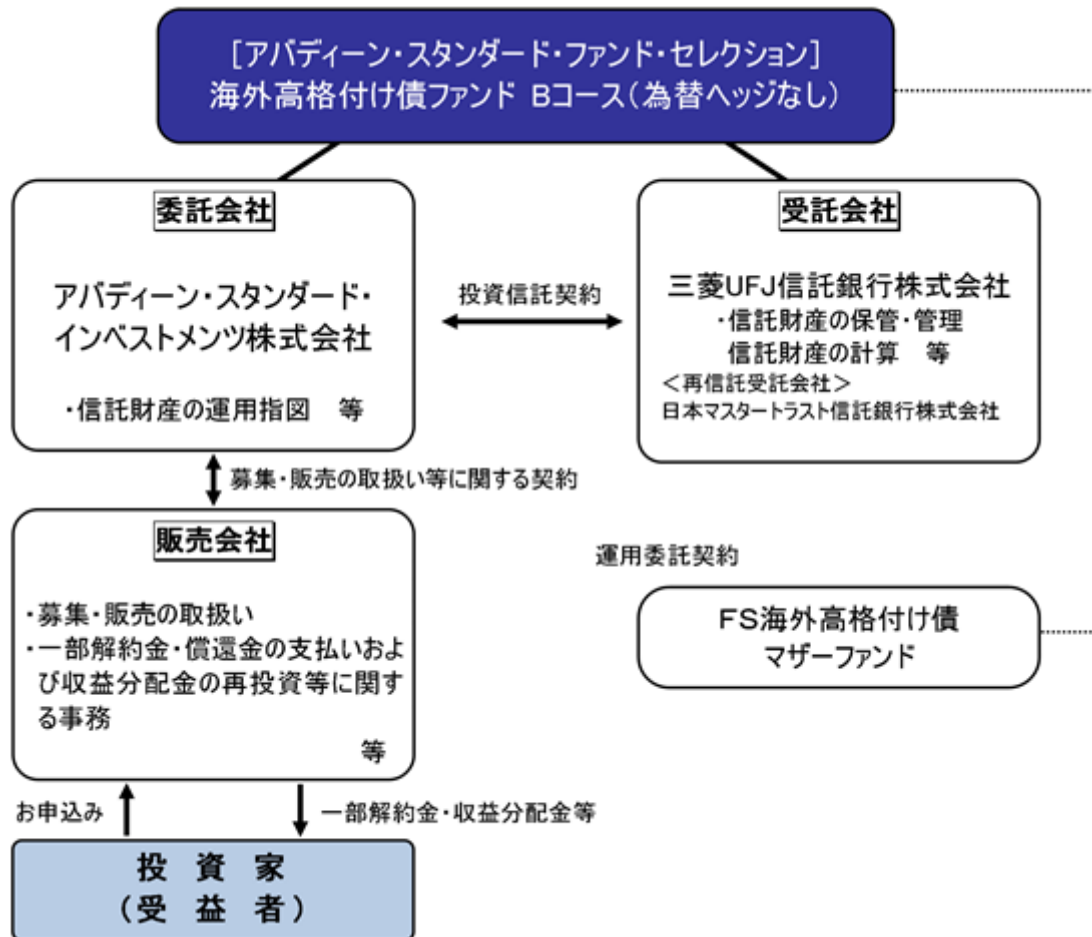 ［アバディーン・スタンダード・ファンド・セレクション］
海外高格付け債ファンド Bコース（為替ヘッジなし）
委託会社
アバディーン・スタンダード・
インベストメンツ株式会社
・信託財産の運用指図　等
投資信託契約
受託会社
三菱UFJ信託銀行株式会社
・信託財産の保管・管理
信託財産の計算　等
＜再信託受託会社＞
日本マスタートラスト信託銀行株式会社
募集・販売の取扱い等に関する契約
販売会社
・募集・販売の取扱い
・一部解約金・償還金の支払いおよ
び収益分配金の再投資等に関す
る事務
等
運用委託契約
FS海外高格付け債
マザーファンド
お申込み
一部解約金・収益分配金等
投　資　家
（受　益　者）